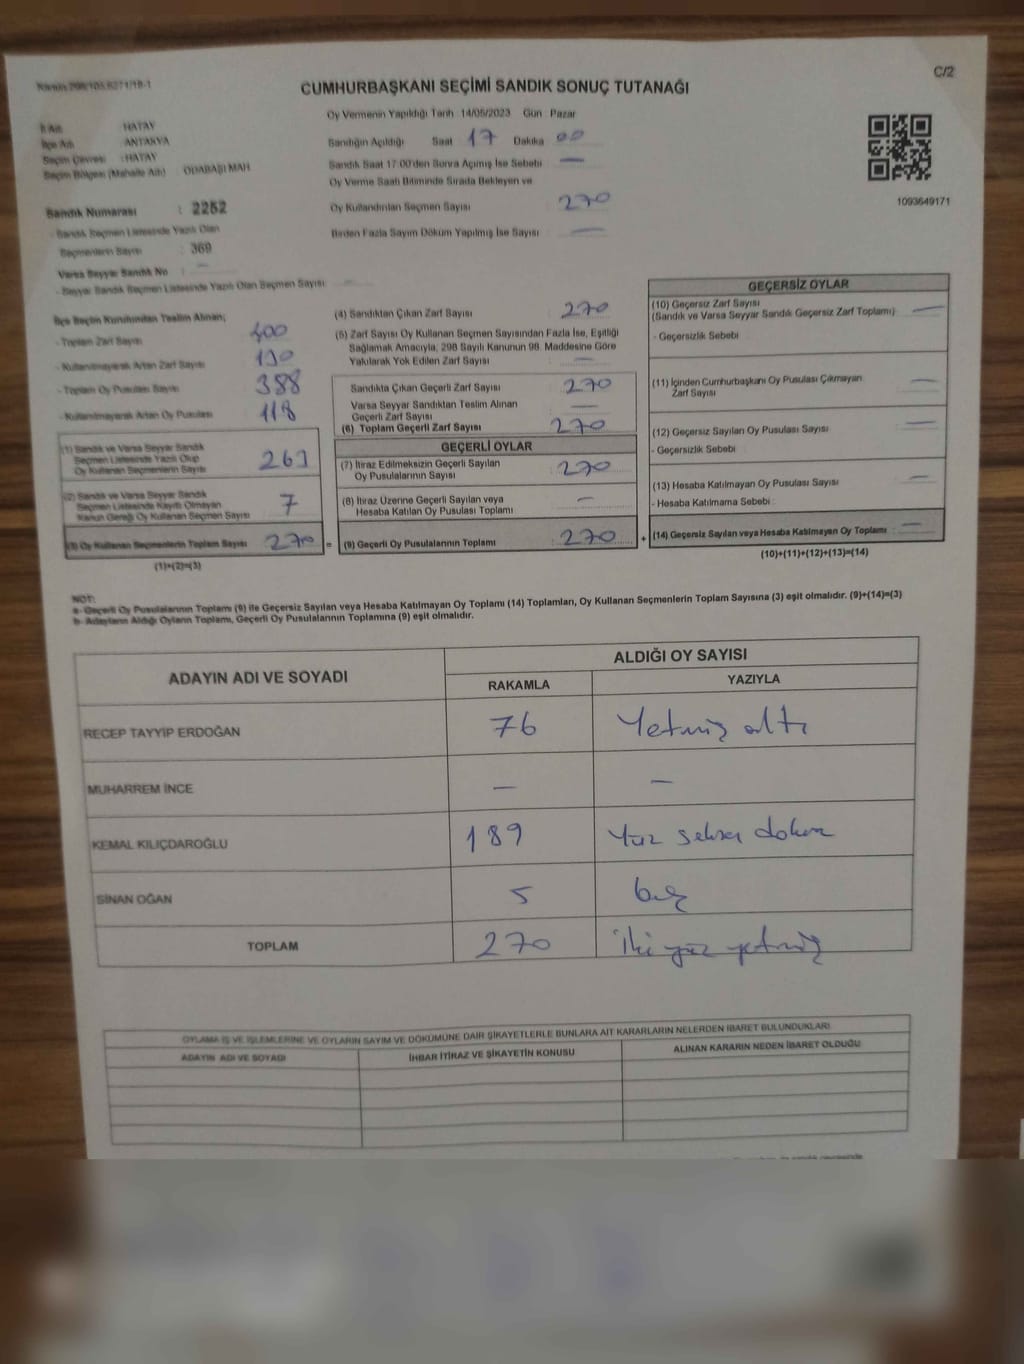 C/2
CUMHURBAŞKANI SEÇİMİ SANDIK SONUÇ TUTANAĞI
Oy Vermenin Yapıldığı Tarih : 14/05/2023 Gün : Pazar
İli Adı : HATAY
İlçe Adı : ANTAKYA
Seçim Çevresi : HATAY
Seçim Bölgesi (Mahalle Adı) : ODABAŞI MAH.
Sandık Numarası : 2252
- Sandık Seçmen Listesinde Yazılı Olan
Seçmenlerin Sayısı : 369
Varsa Seyyar Sandık No : —
- Seyyar Sandık Seçmen Listesinde Yazılı Olan Seçmen Sayısı : —
Sandığın Açıldığı Saat 17 Dakika 00
Sandık Saat 17:00'den Sonra Açılmış İse Sebebi —
Oy Verme Saati Bitiminde Sırada Bekleyen ve
Oy Kullandırılan Seçmen Sayısı : 270
Birden Fazla Sayım Döküm Yapılmış İse Sayısı : —
1093649171
İlçe Seçim Kurulundan Teslim Alınan;
- Toplam Zarf Sayısı : 400
- Kullanılmayarak Artan Zarf Sayısı : 130
- Toplam Oy Pusulası Sayısı : 388
- Kullanılmayarak Artan Oy Pusulası : 118
(1) Sandık ve Varsa Seyyar Sandık
Seçmen Listesinde Yazılı Olup
Oy Kullanan Seçmenlerin Sayısı 263
(2) Sandık ve Varsa Seyyar Sandık
Seçmen Listesinde Kayıtlı Olmayan
Kanun Gereği Oy Kullanan Seçmen Sayısı 7
(3) Oy Kullanan Seçmenlerin Toplam Sayısı 270 =
(1)+(2)=(3)
(4) Sandıktan Çıkan Zarf Sayısı : 270
(5) Zarf Sayısı Oy Kullanan Seçmen Sayısından Fazla İse, Eşitliği
Sağlamak Amacıyla; 298 Sayılı Kanunun 98. Maddesine Göre
Yakılarak Yok Edilen Zarf Sayısı : —
Sandıkta Çıkan Geçerli Zarf Sayısı : 270
Varsa Seyyar Sandıktan Teslim Alınan
Geçerli Zarf Sayısı : —
(6) Toplam Geçerli Zarf Sayısı : 270
GEÇERLİ OYLAR
(7) İtiraz Edilmeksizin Geçerli Sayılan
Oy Pusulalarının Sayısı : 270
(8) İtiraz Üzerine Geçerli Sayılan veya
Hesaba Katılan Oy Pusulası Toplamı : —
(9) Geçerli Oy Pusulalarının Toplamı : 270 +
GEÇERSİZ OYLAR
(10) Geçersiz Zarf Sayısı
(Sandık ve Varsa Seyyar Sandık Geçersiz Zarf Toplamı) : —
- Geçersizlik Sebebi :
(11) İçinden Cumhurbaşkanı Oy Pusulası Çıkmayan
Zarf Sayısı : —
(12) Geçersiz Sayılan Oy Pusulası Sayısı : —
- Geçersizlik Sebebi :
(13) Hesaba Katılmayan Oy Pusulası Sayısı : —
- Hesaba Katılmama Sebebi :
(14) Geçersiz Sayılan veya Hesaba Katılmayan Oy Toplamı : —
(10)+(11)+(12)+(13)=(14)
NOT:
a- Geçerli Oy Pusulalarının Toplamı (9) ile Geçersiz Sayılan veya Hesaba Katılmayan Oy Toplamı (14) Toplamları, Oy Kullanan Seçmenlerin Toplam Sayısına (3) eşit olmalıdır. (9)+(14)=(3)
b- Adayların Aldığı Oyların Toplamı, Geçerli Oy Pusulalarının Toplamına (9) eşit olmalıdır.
ADAYIN ADI VE SOYADI ALDIĞI OY SAYISI
RAKAMLA YAZIYLA
RECEP TAYYİP ERDOĞAN 76 Yetmiş altı
MUHARREM İNCE — —
KEMAL KILIÇDAROĞLU 189 Yüz seksen dokuz
SİNAN OĞAN 5 beş
TOPLAM 270 iki yüz yetmiş
OYLAMA İŞ VE İŞLEMLERİNE VE OYLARIN SAYIM VE DÖKÜMÜNE DAİR ŞİKAYETLERLE BUNLARA AİT KARARLARIN NELERDEN İBARET BULUNDUKLARI
ADAYIN ADI VE SOYADI İHBAR İTİRAZ VE ŞİKAYETİN KONUSU ALINAN KARARIN NEDEN İBARET OLDUĞU